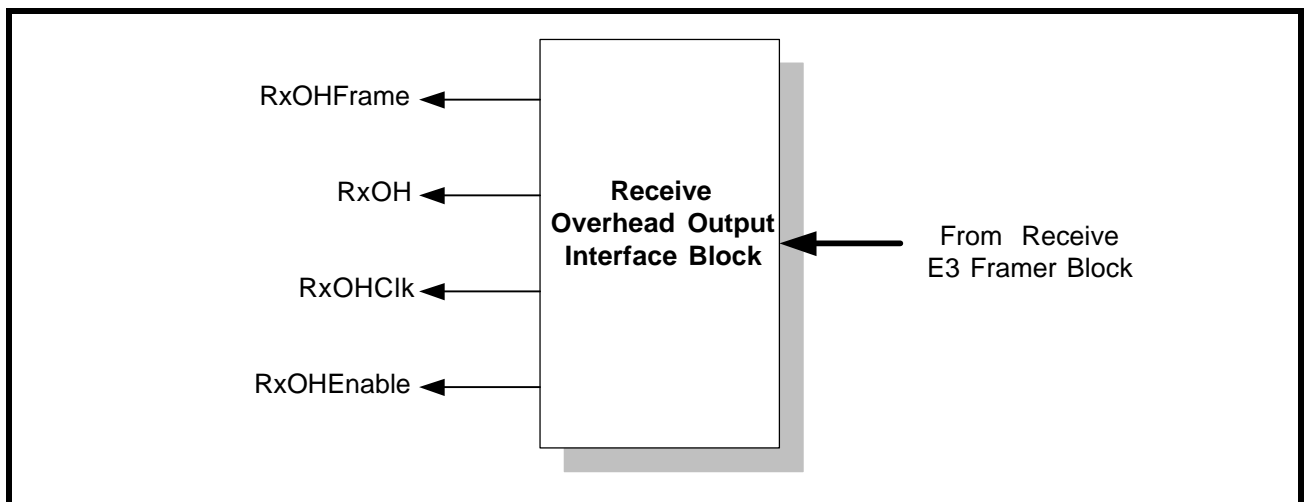 RxOHFrame
RxOH
RxOHClk
RxOHEnable
Receive
Overhead Output
Interface Block
From Receive
E3 Framer Block